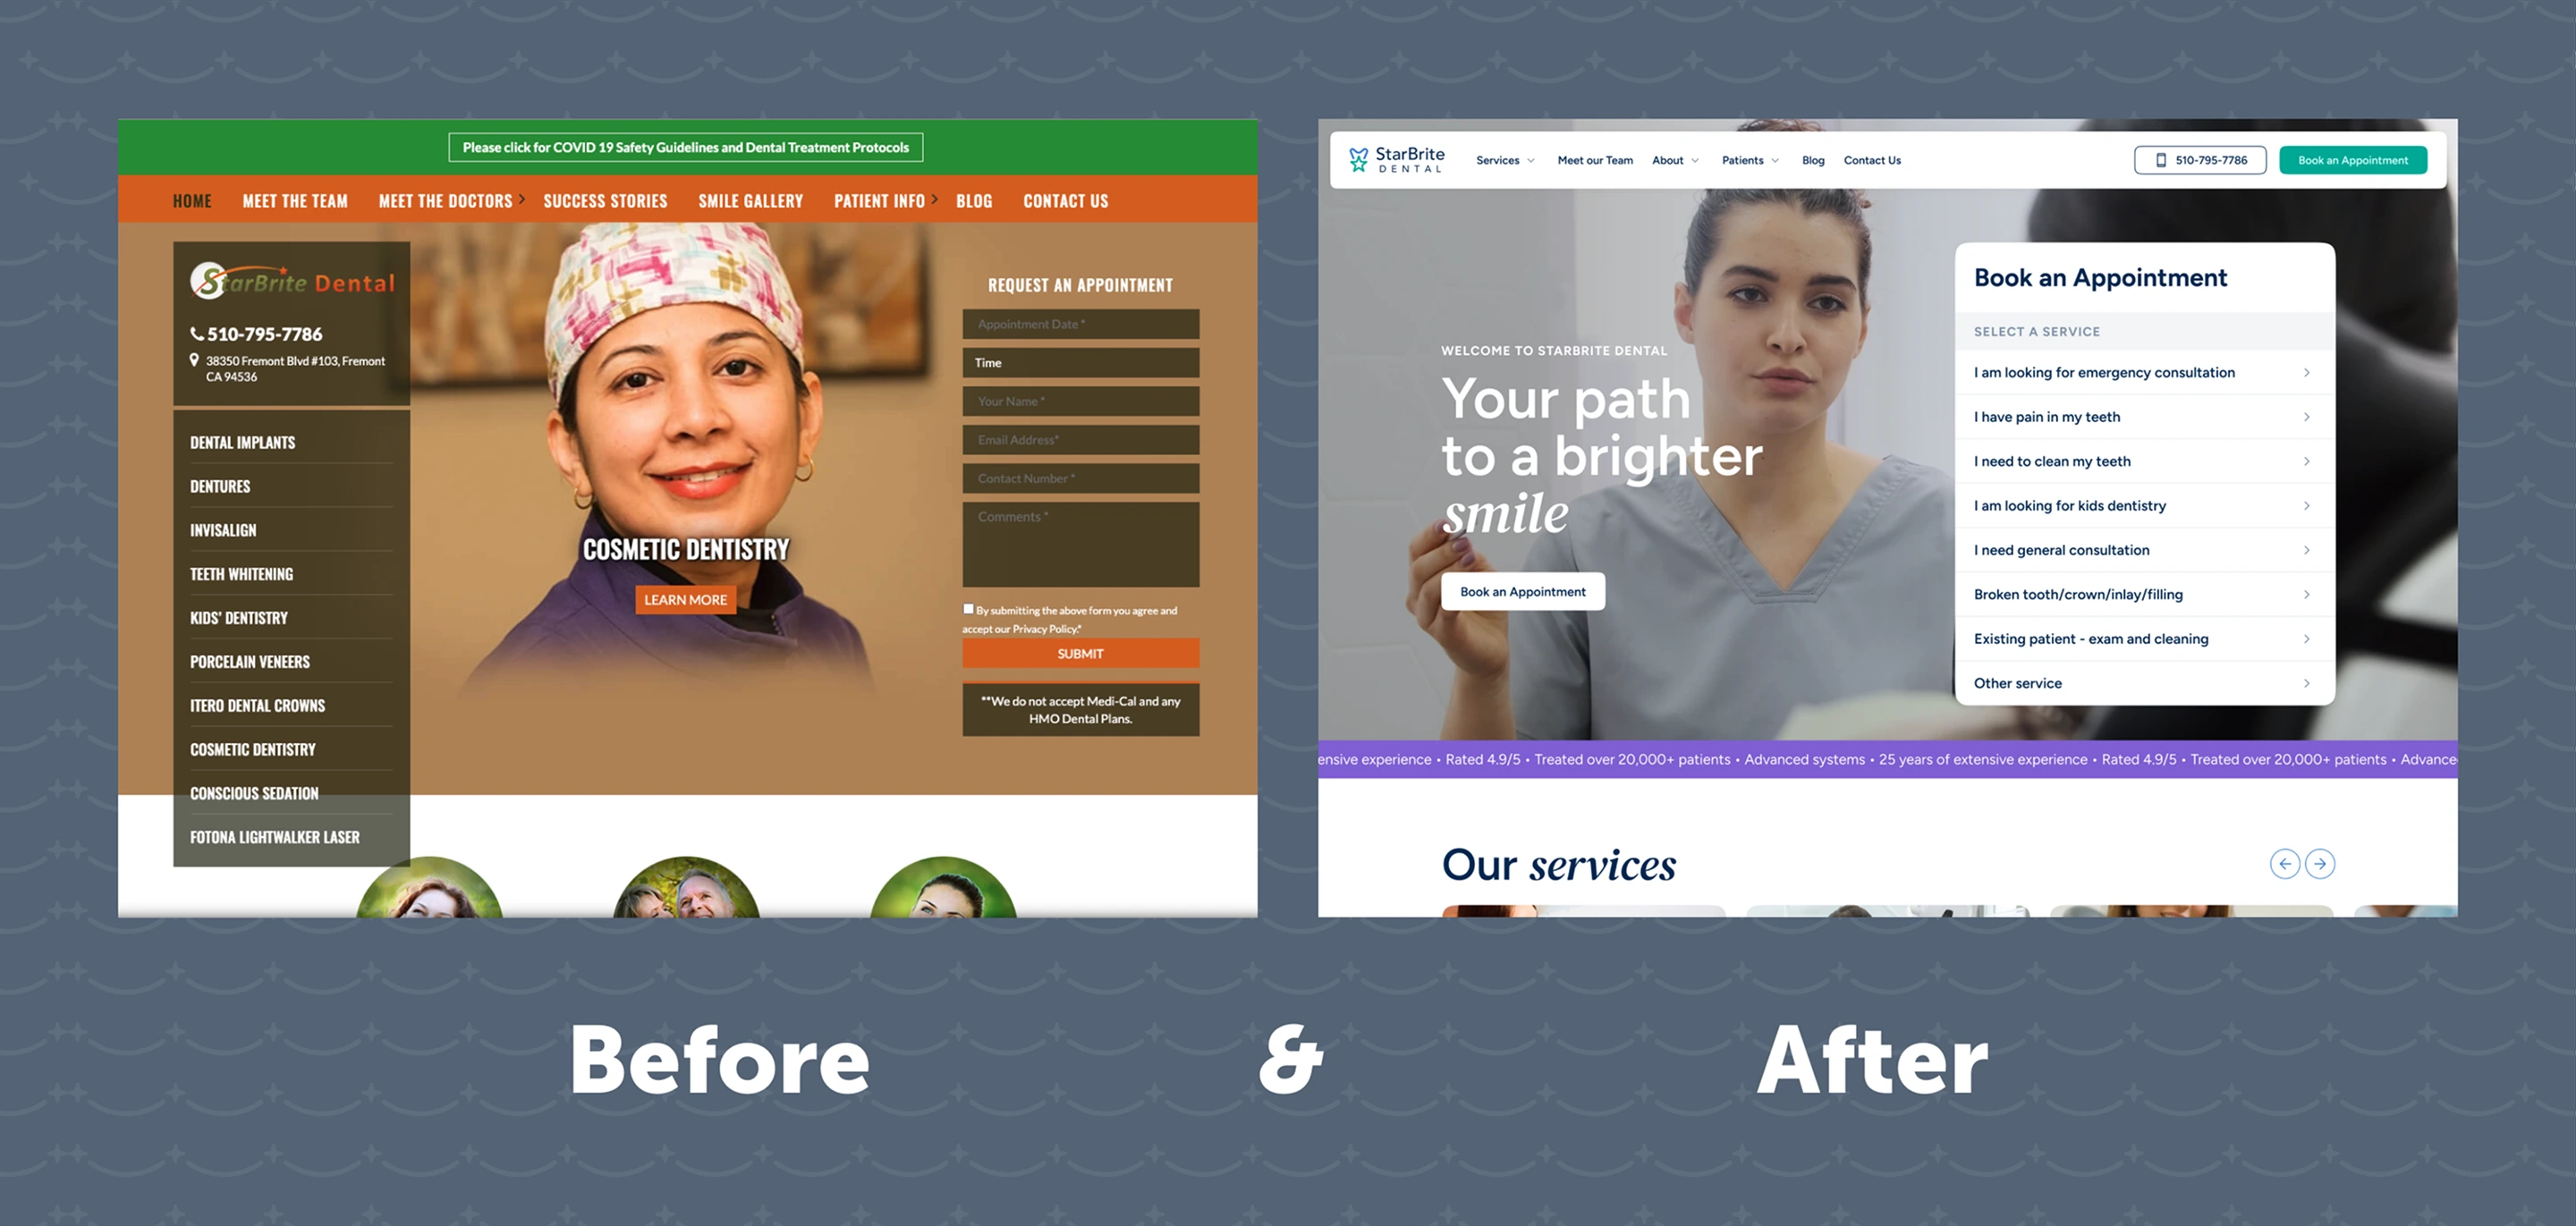 Please click for COVID 19 Safety Guidelines and Dental Treatment Protocols
HOME MEET THE TEAM MEET THE DOCTORS SUCCESS STORIES SMILE GALLERY PATIENT INFO BLOG CONTACT US
StarBrite Dental
510-795-7786
38350 Fremont Blvd #103, Fremont
CA 94536
DENTAL IMPLANTS
DENTURES
INVISALIGN
TEETH WHITENING
KIDS' DENTISTRY
PORCELAIN VENEERS
ITERO DENTAL CROWNS
COSMETIC DENTISTRY
CONSCIOUS SEDATION
FOTONA LIGHTWALKER LASER
COSMETIC DENTISTRY
LEARN MORE
REQUEST AN APPOINTMENT
Appointment Date *
Time
Your Name *
Email Address*
Contact Number *
Comments *
By submitting the above form you agree and
accept our Privacy Policy.*
SUBMIT
**We do not accept Medi-Cal and any
HMO Dental Plans.
StarBrite
DENTAL
Services Meet our Team About Patients Blog Contact Us
510-795-7786
Book an Appointment
WELCOME TO STARBRITE DENTAL
Your path
to a brighter
smile
Book an Appointment
Book an Appointment
SELECT A SERVICE
I am looking for emergency consultation
I have pain in my teeth
I need to clean my teeth
I am looking for kids dentistry
I need general consultation
Broken tooth/crown/inlay/filling
Existing patient - exam and cleaning
Other service
ensive experience • Rated 4.9/5 • Treated over 20,000+ patients • Advanced systems • 25 years of extensive experience • Rated 4.9/5 • Treated over 20,000+ patients • Advance
Our services
Before & After